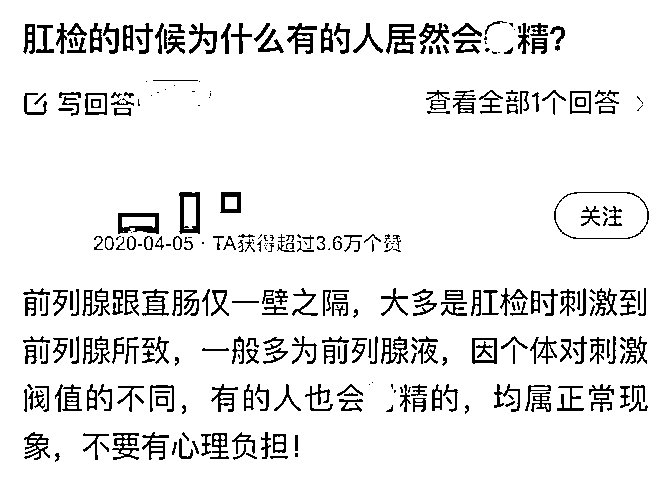 肛检的时候为什么有的人居然会精?
写回答
查看全部1个回答 >
2020-04-05 · TA获得超过3.6万个赞
关注
前列腺跟直肠仅一壁之隔，大多是肛检时刺激到
前列腺所致，一般多为前列腺液，因个体对刺激
阀值的不同，有的人也会精的，均属正常现
象，不要有心理负担!